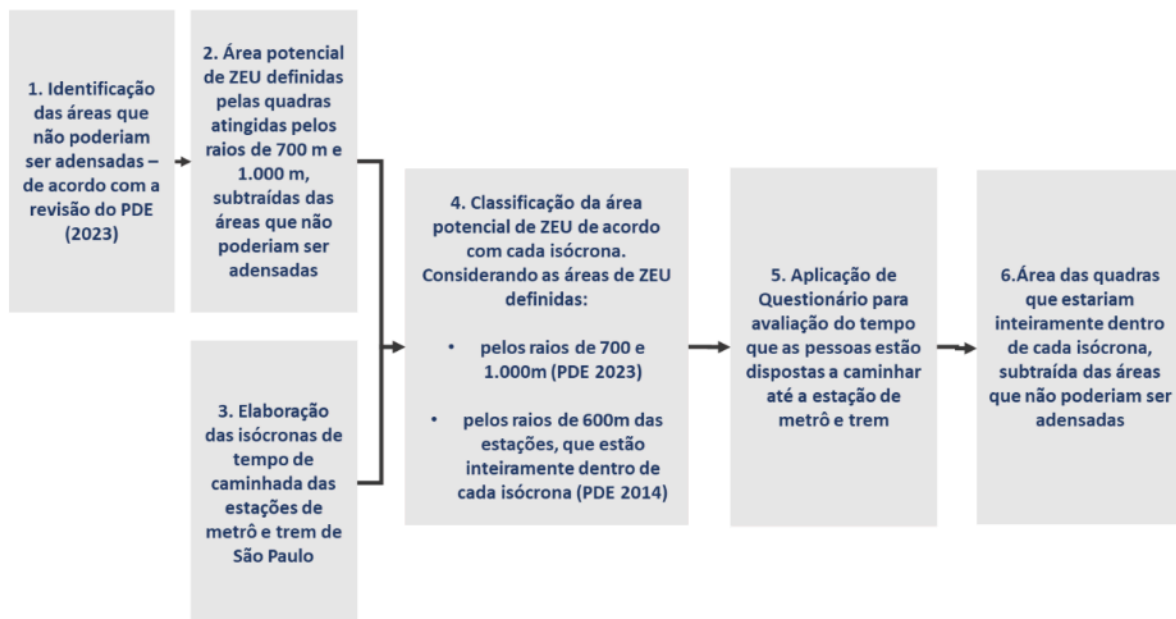 1. Identificação
das áreas que
não poderiam
ser adensadas –
de acordo com a
revisão do PDE
(2023)
2. Área potencial
de ZEU definidas
pelas quadras
atingidas pelos
raios de 700 m e
1.000 m,
subtraídas das
áreas que não
poderiam ser
adensadas
3. Elaboração
das isócronas de
tempo de
caminhada das
estações de
metrô e trem de
São Paulo
4. Classificação da área
potencial de ZEU de acordo
com cada isócrona.
Considerando as áreas de ZEU
definidas:
• pelos raios de 700 e
1.000m (PDE 2023)
• pelos raios de 600m das
estações, que estão
inteiramente dentro de
cada isócrona (PDE 2014)
5. Aplicação de
Questionário para
avaliação do tempo
que as pessoas estão
dispostas a caminhar
até a estação de
metrô e trem
6.Área das quadras
que estariam
inteiramente dentro
de cada isócrona,
subtraída das áreas
que não poderiam ser
adensadas